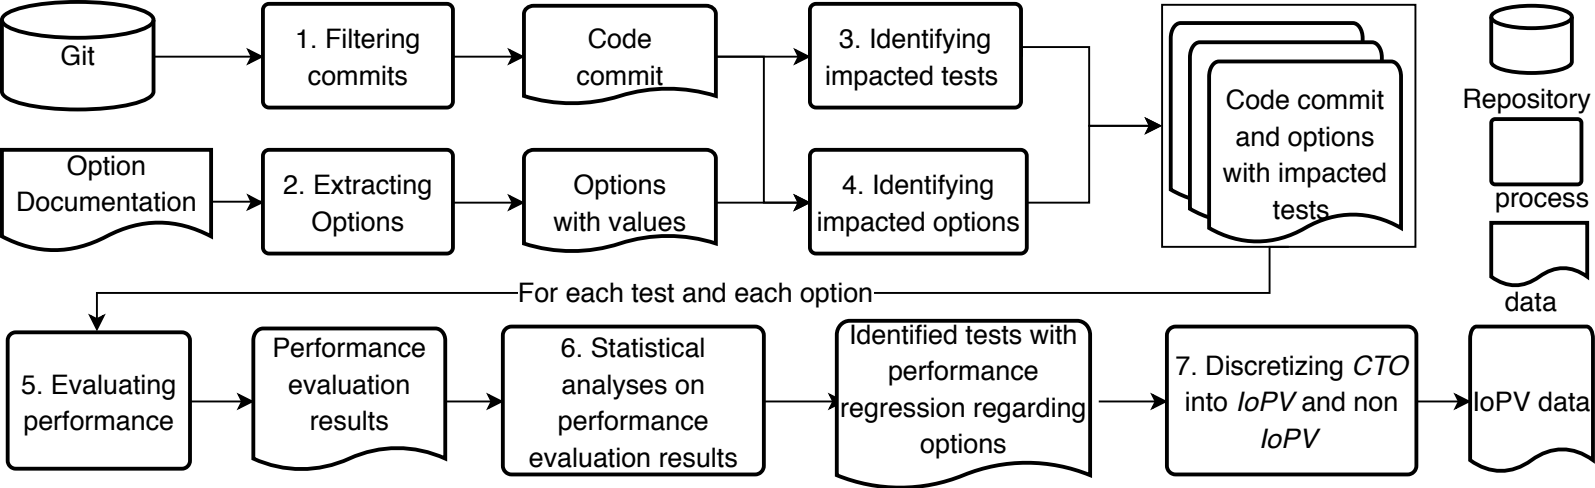 Git
1. Filtering
commits
Code
commit
3. Identifying
impacted tests
Code commit
and options
with impacted
tests
Repository
Option
Documentation
2. Extracting
Options
Options
with values
4. Identifying
impacted options
process
data
For each test and each option
5. Evaluating
performance
Performance
evaluation
results
6. Statistical
analyses on
performance
evaluation results
Identified tests with
performance
regression regarding
options
7. Discretizing CTO
into IoPV and non
IoPV
IoPV data